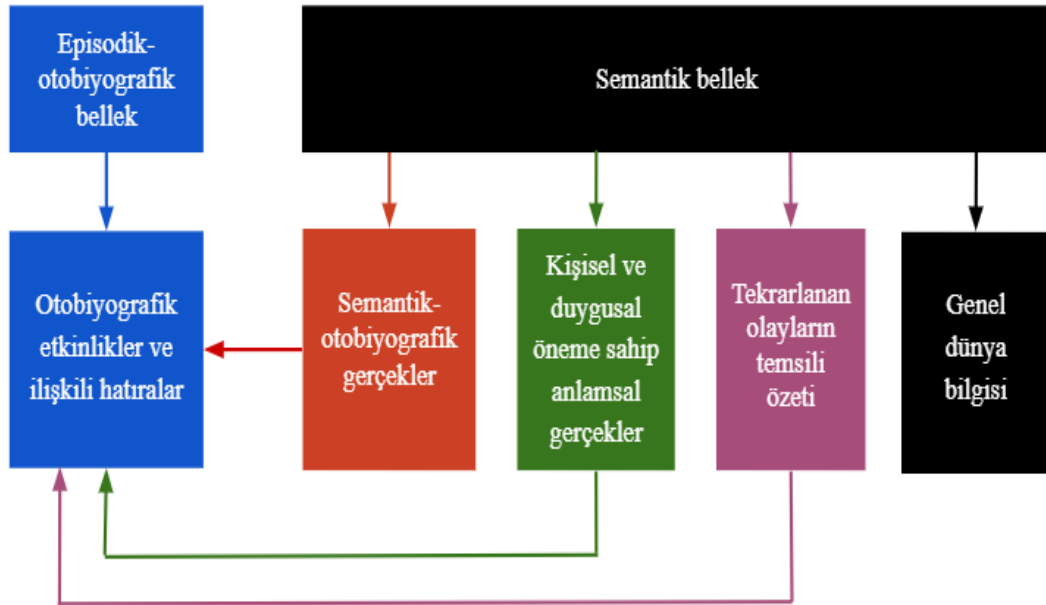 Episodik-
otobiyografik
bellek
Semantik bellek
Otobiyografik
etkinlikler ve
ilişkili hatıralar
Semantik-
otobiyografik
gerçekler
Kişisel ve
duygusal
öneme sahip
anlamsal
gerçekler
Tekrarlanan
olayların
temsili
özeti
Genel
dünya
bilgisi